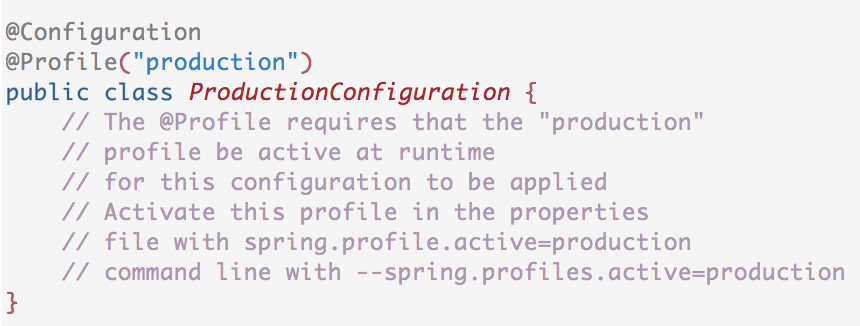 @Configuration
@Profile("production")
public class ProductionConfiguration {
    // The @Profile requires that the "production"
    // profile be active at runtime
    // for this configuration to be applied
    // Activate this profile in the properties
    // file with spring.profile.active=production
    // command line with --spring.profiles.active=production
}